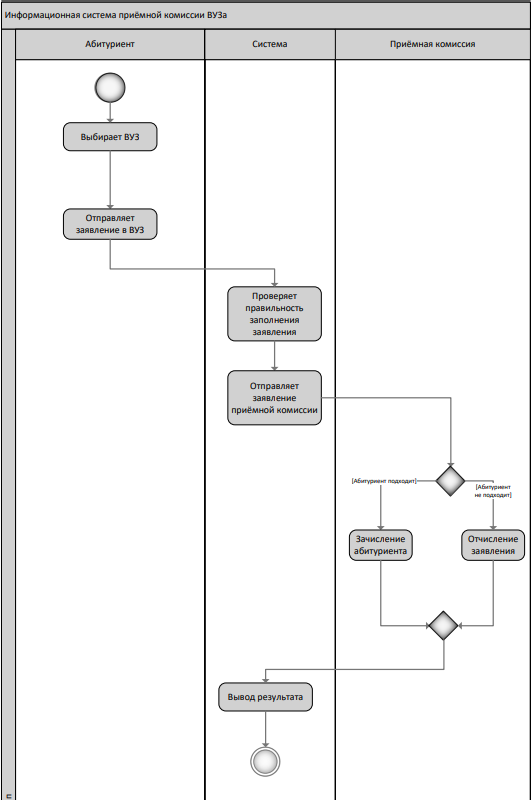 Информационная система приёмной комиссии ВУЗа
Абитуриент
Система
Приёмная комиссия
Выбирает ВУЗ
Отправляет
заявление в ВУЗ
Проверяет
правильность
заполнения
заявления
Отправляет
заявление
приёмной комиссии
[Абитуриент подходит]
[Абитуриент
не подходит]
Зачисление
абитуриента
Отчисление
заявления
Вывод результата